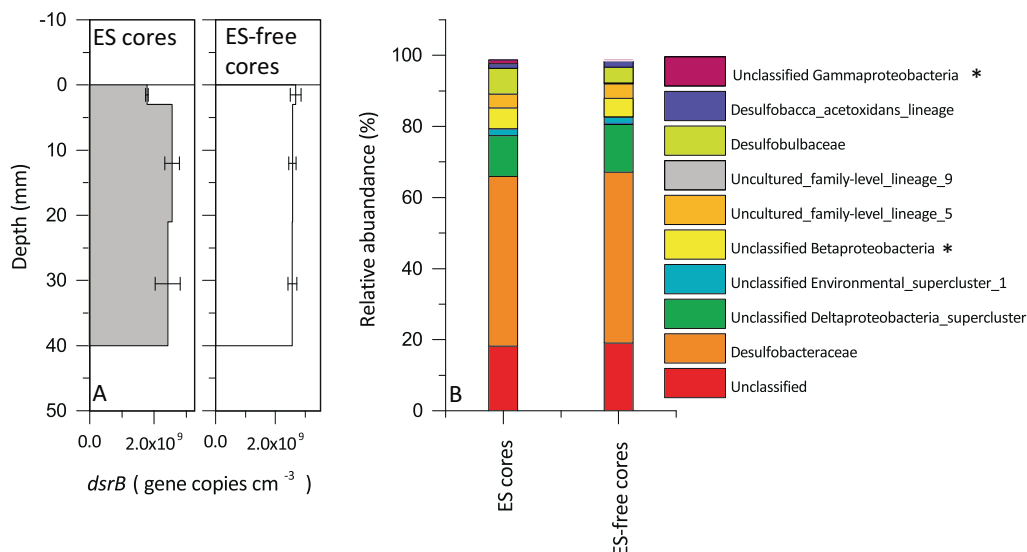 ES cores
ES-free
cores
-10
0
10
20
30
40
50
Depth (mm)
A
0.0
2.0x10⁹
0.0
2.0x10⁹
dsrB ( gene copies cm ⁻³ )
100
80
60
40
20
0
Relative abuandance (%)
B
ES cores
ES-free cores
Unclassified Gammaproteobacteria *
Desulfobacca_acetoxidans_lineage
Desulfobulbaceae
Uncultured_family-level_lineage_9
Uncultured_family-level_lineage_5
Unclassified Betaproteobacteria *
Unclassified Environmental_supercluster_1
Unclassified Deltaproteobacteria_supercluster
Desulfobacteraceae
Unclassified